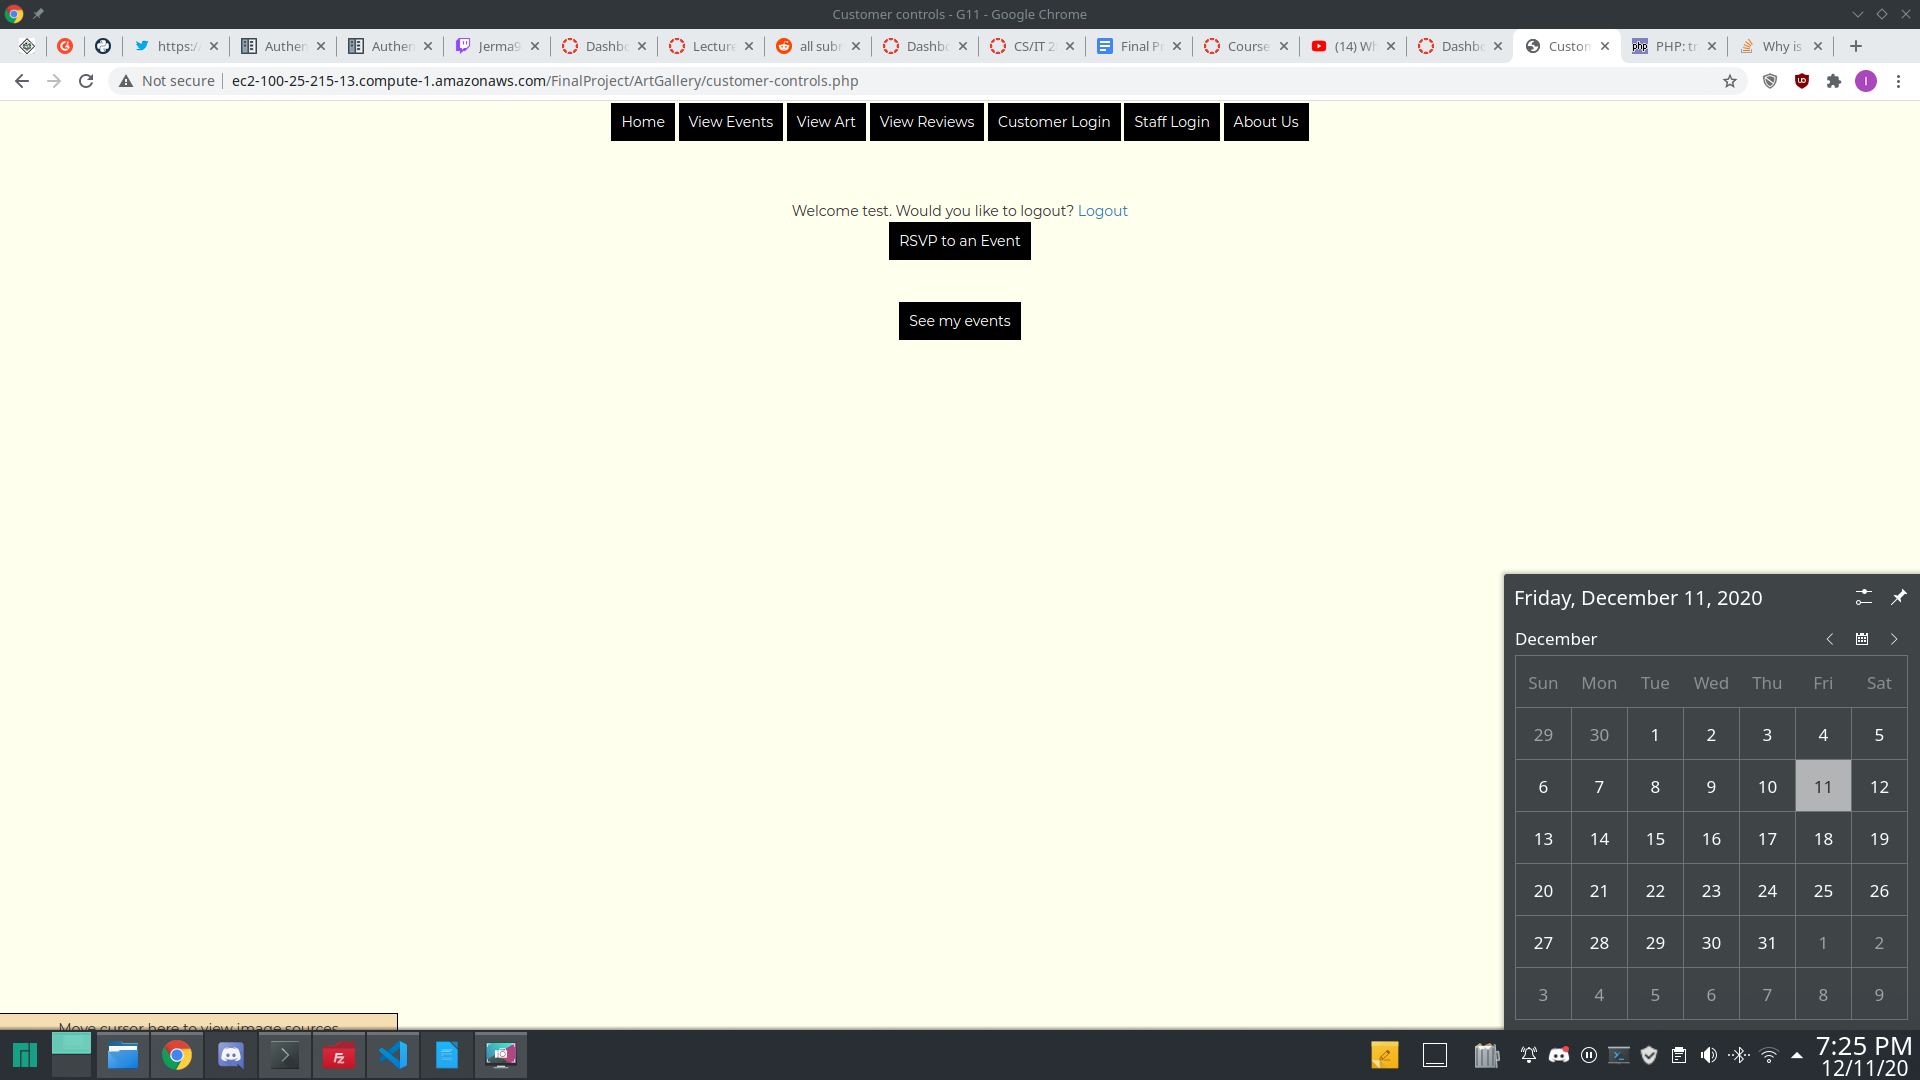 Customer controls - G11 - Google Chrome
https:/
Authen
Authen
Jerma9
Dashbo
Lecture
all subr
Dashbo
CS/IT 2
Final Pr
Course
(14) Wh
Dashbo
Custom
PHP: tr
Why is
Not secure
ec2-100-25-215-13.compute-1.amazonaws.com/FinalProject/ArtGallery/customer-controls.php
I
Home View Events View Art View Reviews Customer Login Staff Login About Us
Welcome test. Would you like to logout? Logout
RSVP to an Event
See my events
Friday, December 11, 2020
December
Sun Mon Tue Wed Thu Fri Sat
29 30 1 2 3 4 5
6 7 8 9 10 11 12
13 14 15 16 17 18 19
20 21 22 23 24 25 26
27 28 29 30 31 1 2
3 4 5 6 7 8 9
Move cursor here to view image sources
7:25 PM
12/11/20